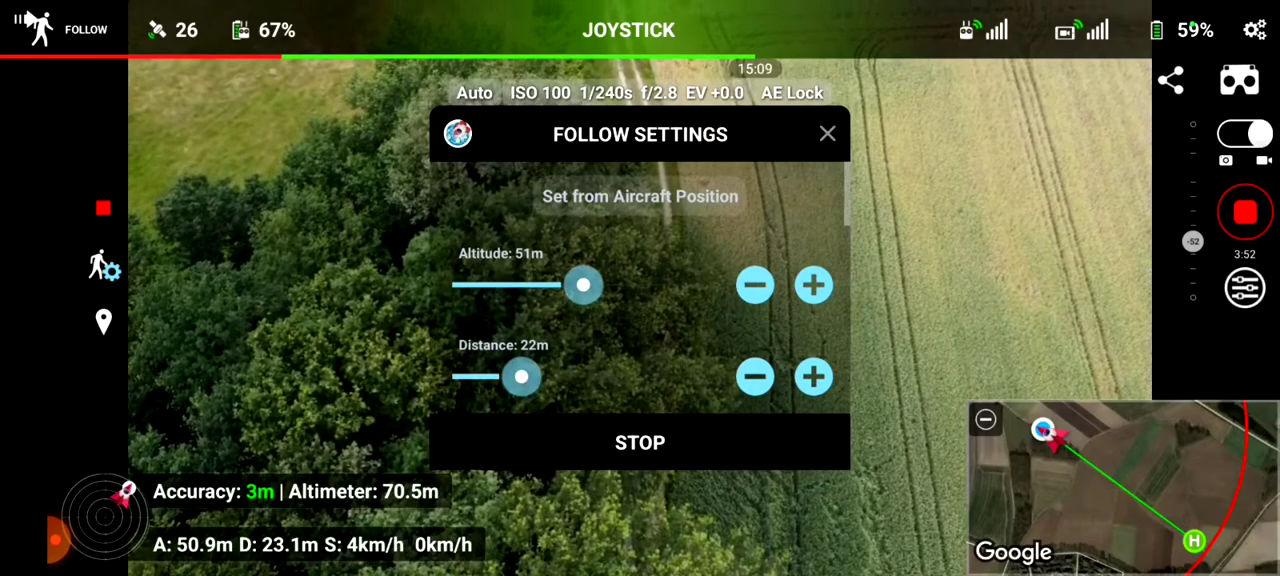 FOLLOW
26
67%
JOYSTICK
59%
15:09
Auto ISO 100 1/240s f/2.8 EV +0.0 AE Lock
FOLLOW SETTINGS
Set from Aircraft Position
Altitude: 51m
Distance: 22m
STOP
-52
3:52
Accuracy: 3m | Altimeter: 70.5m
A: 50.9m D: 23.1m S: 4km/h 0km/h
H
Google